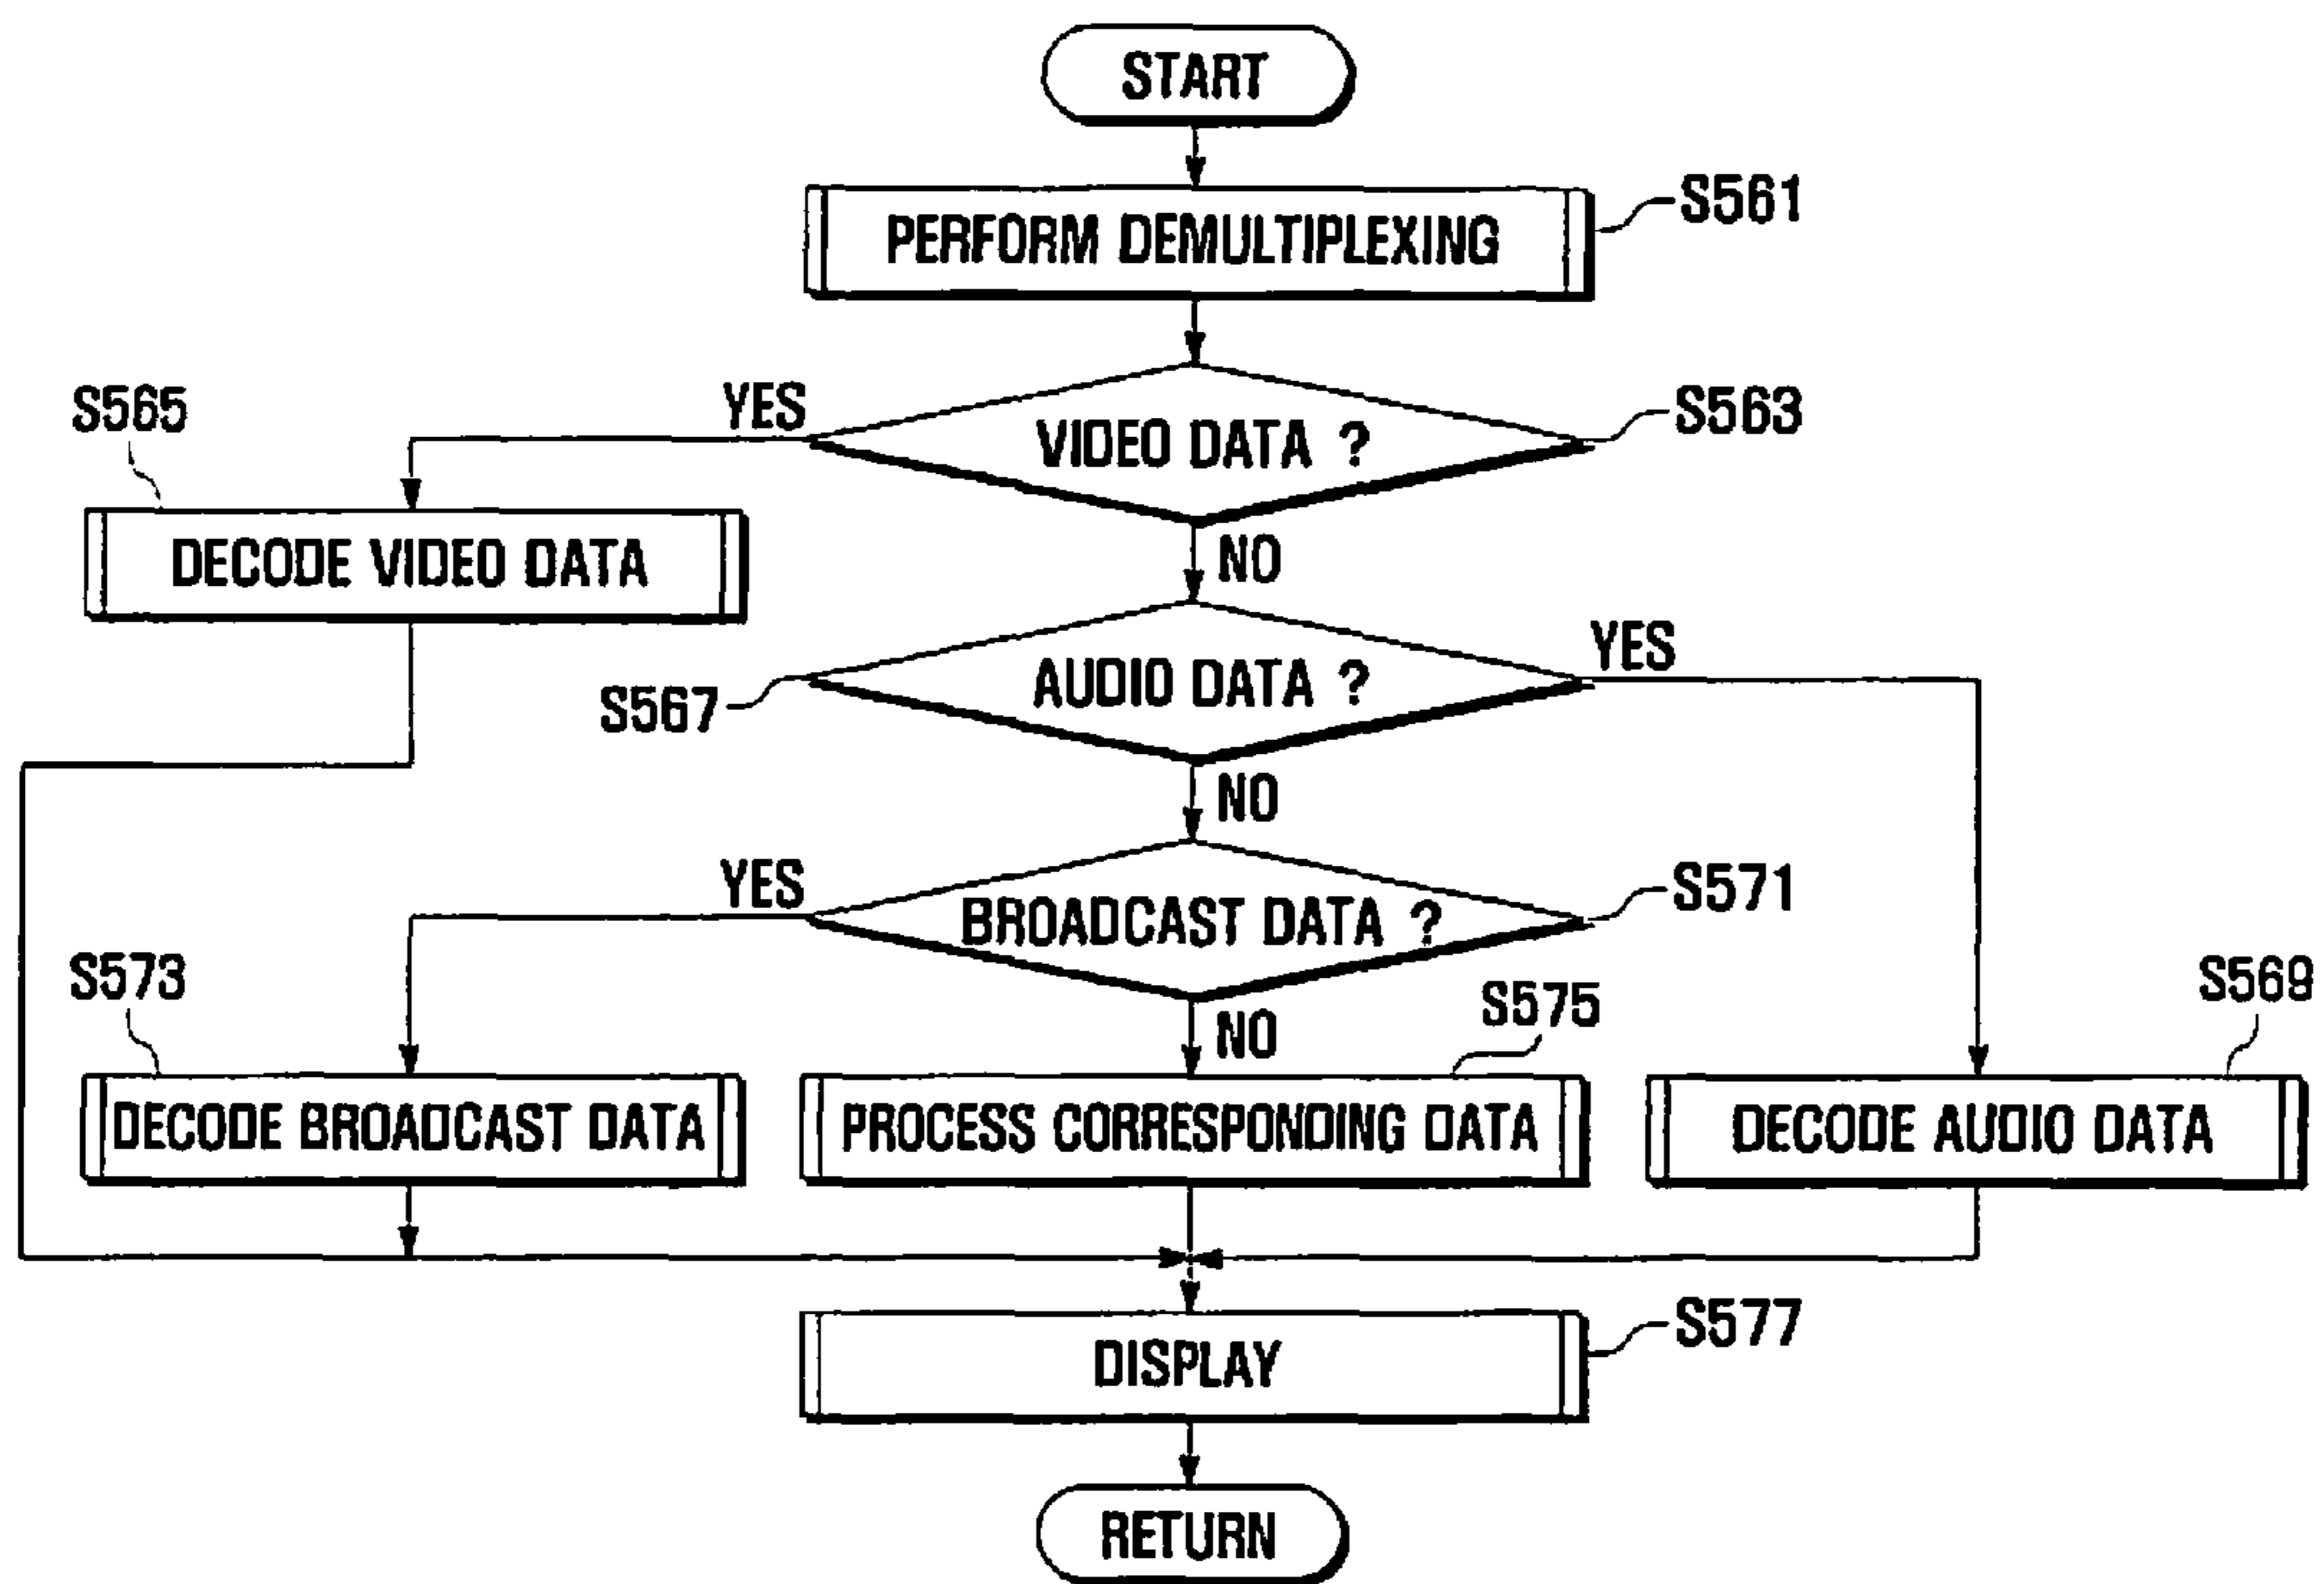 START
PERFORM DEMULTIPLEXING
S561
YES
S565
VIDEO DATA ?
S563
DECODE VIDEO DATA
NO
YES
AUDIO DATA ?
S567
NO
YES
BROADCAST DATA ?
S571
S573
NO
S575
S569
DECODE BROADCAST DATA
PROCESS CORRESPONDING DATA
DECODE AUDIO DATA
DISPLAY
S577
RETURN